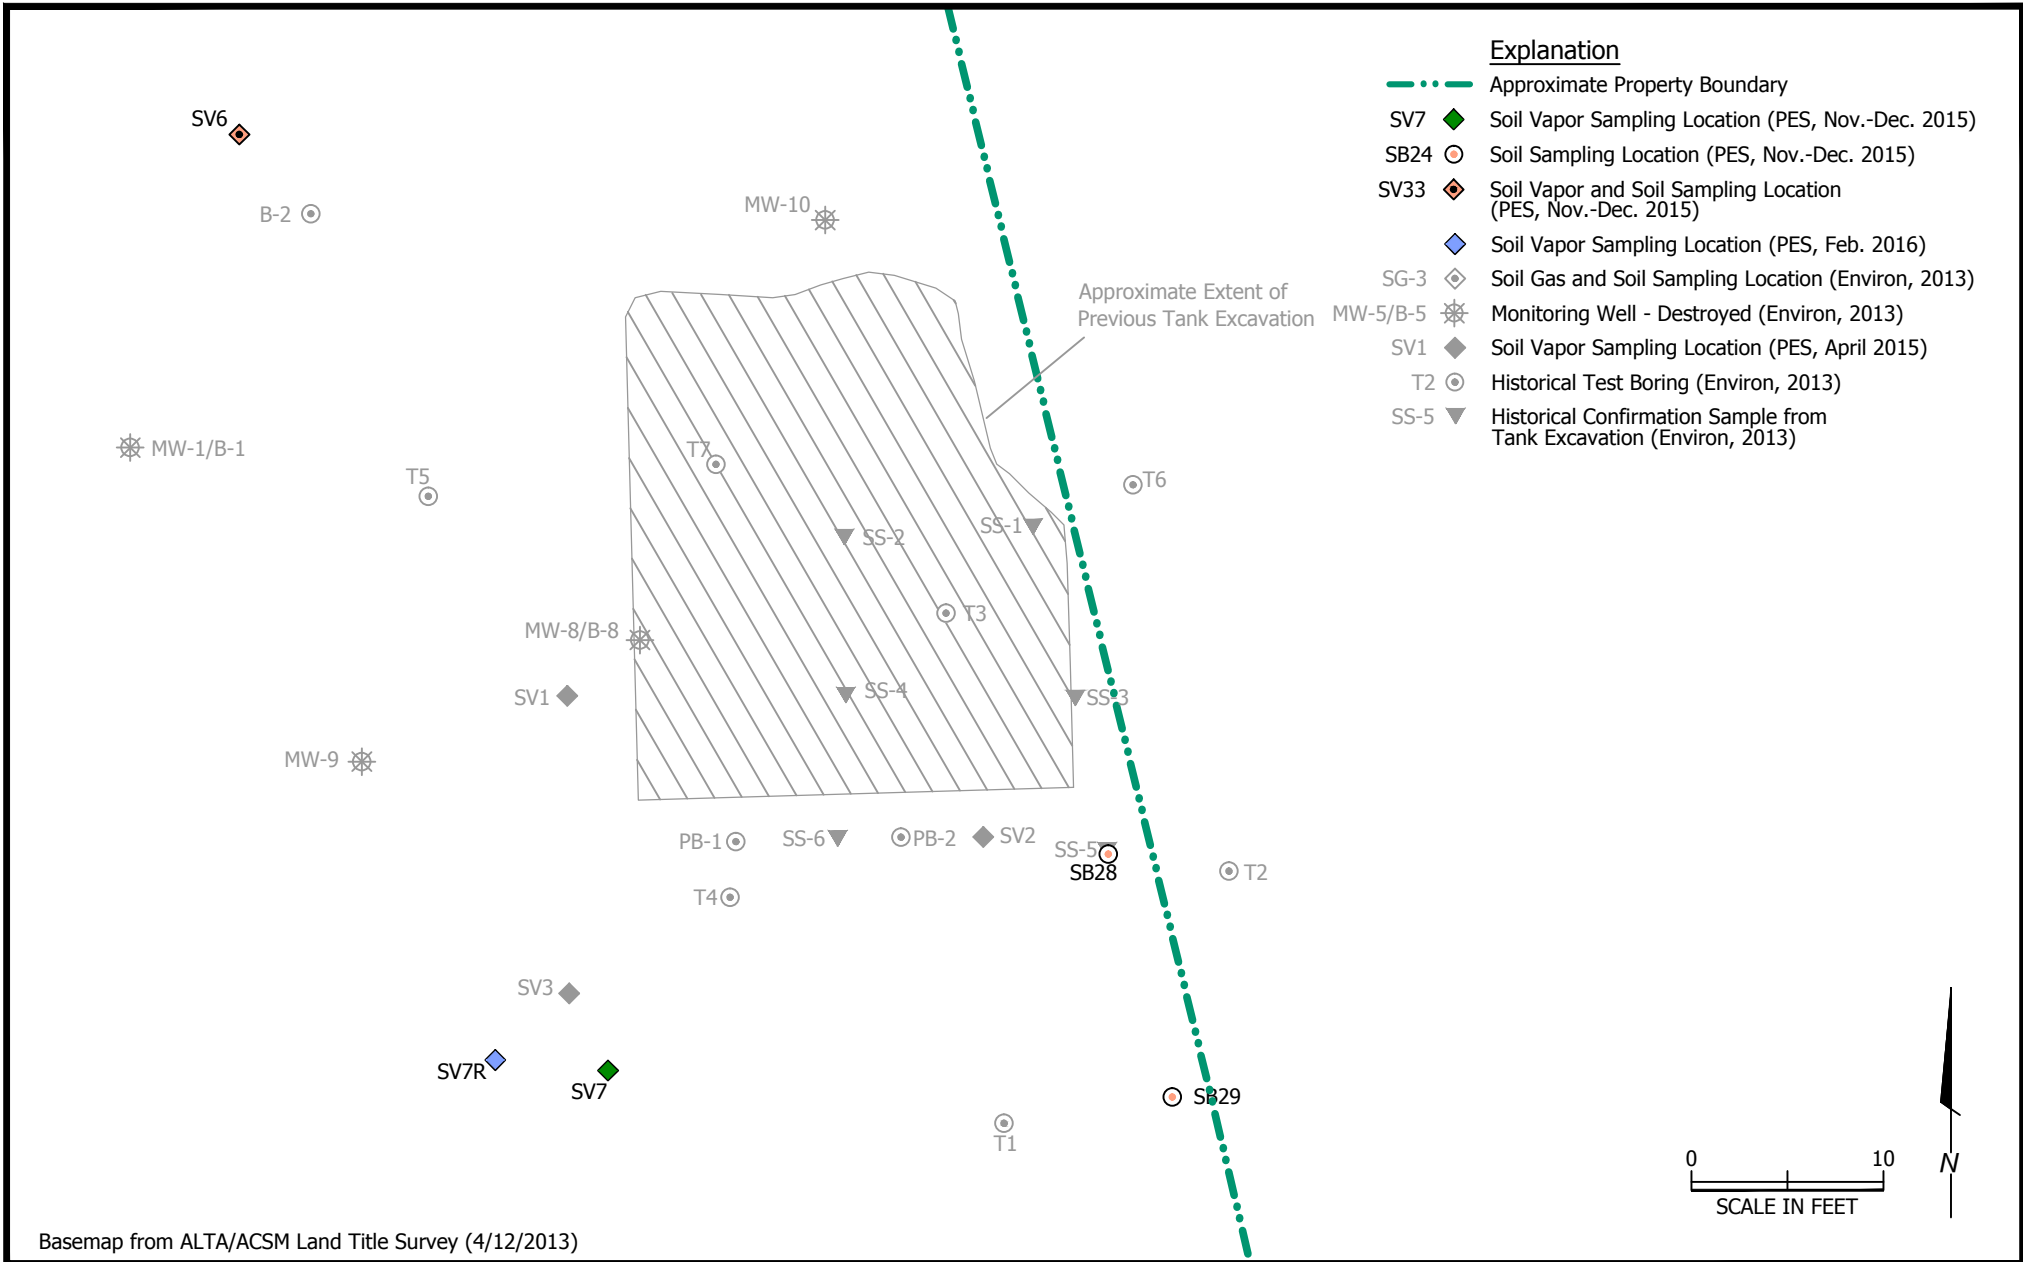 Explanation
Approximate Property Boundary
SV7 Soil Vapor Sampling Location (PES, Nov.-Dec. 2015)
SB24 Soil Sampling Location (PES, Nov.-Dec. 2015)
SV33 Soil Vapor and Soil Sampling Location
(PES, Nov.-Dec. 2015)
Soil Vapor Sampling Location (PES, Feb. 2016)
SG-3 Soil Gas and Soil Sampling Location (Environ, 2013)
MW-5/B-5 Monitoring Well - Destroyed (Environ, 2013)
SV1 Soil Vapor Sampling Location (PES, April 2015)
T2 Historical Test Boring (Environ, 2013)
SS-5 Historical Confirmation Sample from
Tank Excavation (Environ, 2013)
SV6
B-2
MW-10
Approximate Extent of
Previous Tank Excavation
MW-1/B-1
T5
T7
T6
SS-1
SS-2
T3
MW-8/B-8
SV1
SS-4
SS-3
MW-9
PB-1
SS-6
PB-2
SV2
SS-5
SB28
T2
T4
SV3
SV7R
SV7
SB29
T1
0 10
SCALE IN FEET
N
Basemap from ALTA/ACSM Land Title Survey (4/12/2013)